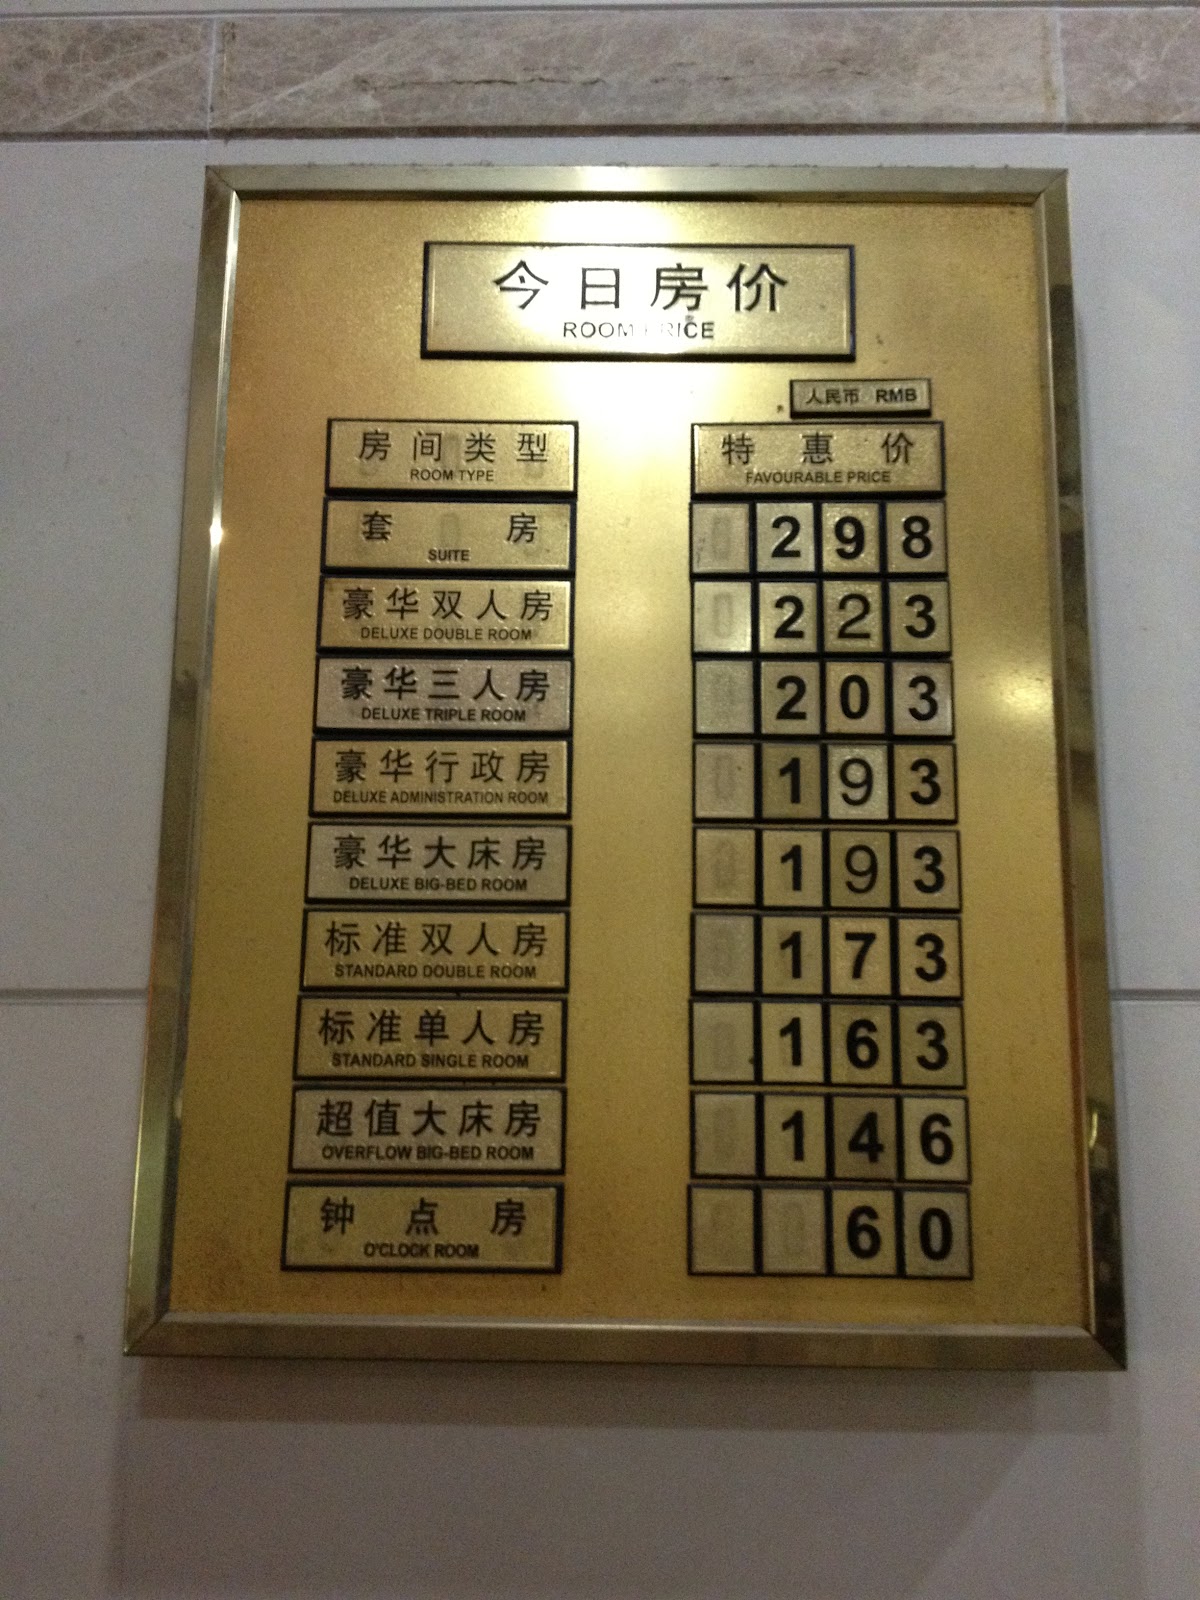 今日房价
ROOM PRICE
人民币 RMB
房间类型 特惠价
ROOM TYPE FAVOURABLE PRICE
套房 298
SUITE
豪华双人房 223
DELUXE DOUBLE ROOM
豪华三人房 203
DELUXE TRIPLE ROOM
豪华行政房 193
DELUXE ADMINISTRATION ROOM
豪华大床房 193
DELUXE BIG-BED ROOM
标准双人房 173
STANDARD DOUBLE ROOM
标准单人房 163
STANDARD SINGLE ROOM
超值大床房 146
OVERFLOW BIG-BED ROOM
钟点房 60
O'CLOCK ROOM